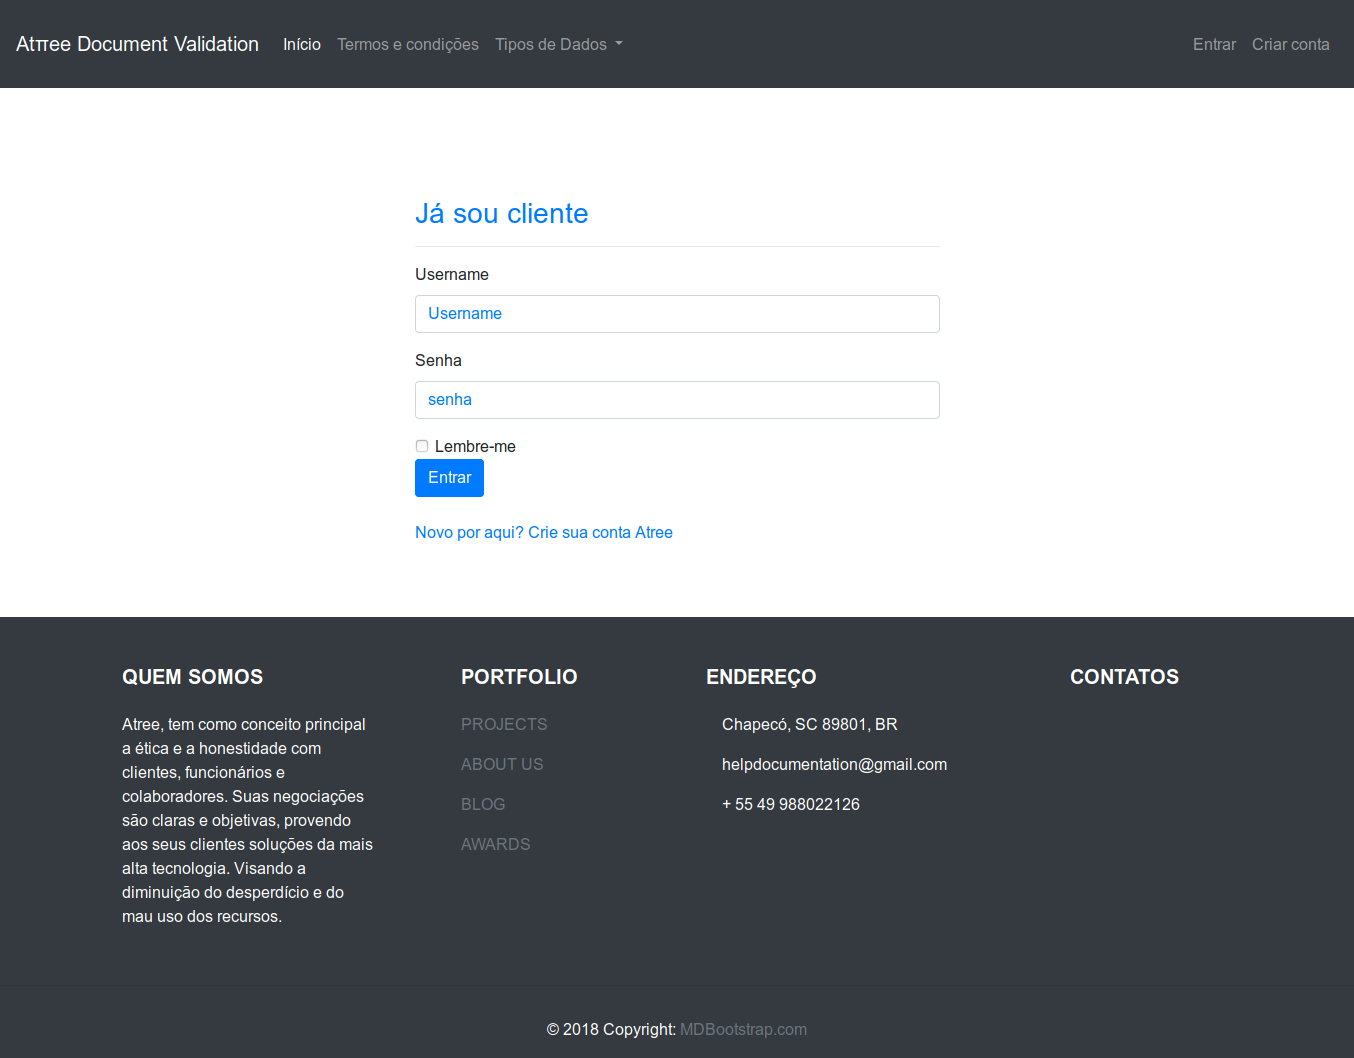 Atπee Document Validation Início Termos e condições Tipos de Dados Entrar Criar conta
Já sou cliente
Username
Username
Senha
senha
Lembre-me
Entrar
Novo por aqui? Crie sua conta Atree
QUEM SOMOS
Atree, tem como conceito principal
a ética e a honestidade com
clientes, funcionários e
colaboradores. Suas negociações
são claras e objetivas, provendo
aos seus clientes soluções da mais
alta tecnologia. Visando a
diminuição do desperdício e do
mau uso dos recursos.
PORTFOLIO
PROJECTS
ABOUT US
BLOG
AWARDS
ENDEREÇO
Chapecó, SC 89801, BR
helpdocumentation@gmail.com
+ 55 49 988022126
CONTATOS
© 2018 Copyright: MDBootstrap.com